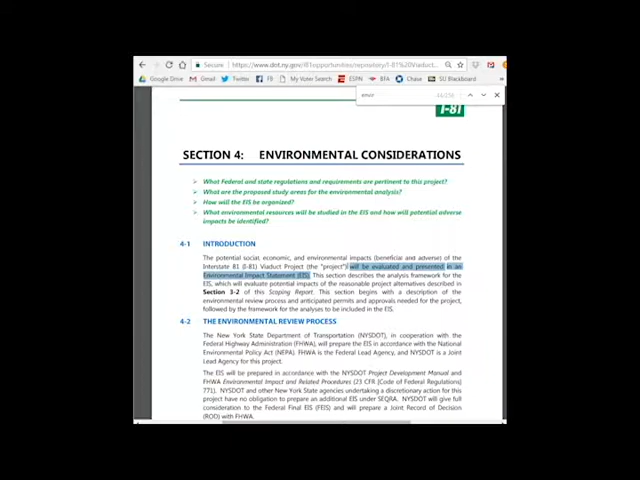 Secure
https://www.dot.ny.gov/i81opportunities/repository/I-81%20Viaduct
Google Drive Gmail Twitter FB My Voter Search ESPN BTA Chase SU Blackboard
I-81
SECTION 4: ENVIRONMENTAL CONSIDERATIONS
What Federal and state regulations and requirements are pertinent to this project?
What are the proposed study areas for the environmental analysis?
How will the EIS be organized?
What environmental resources will be studied in the EIS and how will potential adverse
impacts be identified?
4-1 INTRODUCTION
The potential social, economic, and environmental impacts (beneficial and adverse) of the
Interstate 81 (I-81) Viaduct Project (the "project") will be evaluated and presented in an
Environmental Impact Statement (EIS). This section describes the analysis framework for the
EIS, which will evaluate potential impacts of the reasonable project alternatives described in
Section 3-2 of this Scoping Report. This section begins with a description of the
environmental review process and anticipated permits and approvals needed for the project,
followed by the framework for the analyses to be included in the EIS.
4-2 THE ENVIRONMENTAL REVIEW PROCESS
The New York State Department of Transportation (NYSDOT), in cooperation with the
Federal Highway Administration (FHWA), will prepare the EIS in accordance with the National
Environmental Policy Act (NEPA). FHWA is the Federal Lead Agency, and NYSDOT is a Joint
Lead Agency for this project.
The EIS will be prepared in accordance with the NYSDOT Project Development Manual and
FHWA Environmental Impact and Related Procedures (23 CFR [Code of Federal Regulations]
771). NYSDOT and other New York State agencies undertaking a discretionary action for this
project have no obligation to prepare an additional EIS under SEQRA. NYSDOT will give full
consideration to the Federal Final EIS (FEIS) and will prepare a Joint Record of Decision
(ROD) with FHWA.